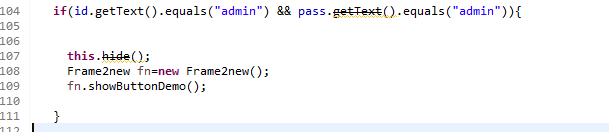 104 if(id.getText().equals("admin") && pass.getText().equals("admin")){
105
106
107 this.hide();
108 Frame2new fn=new Frame2new();
109 fn.showButtonDemo();
110
111 }
112